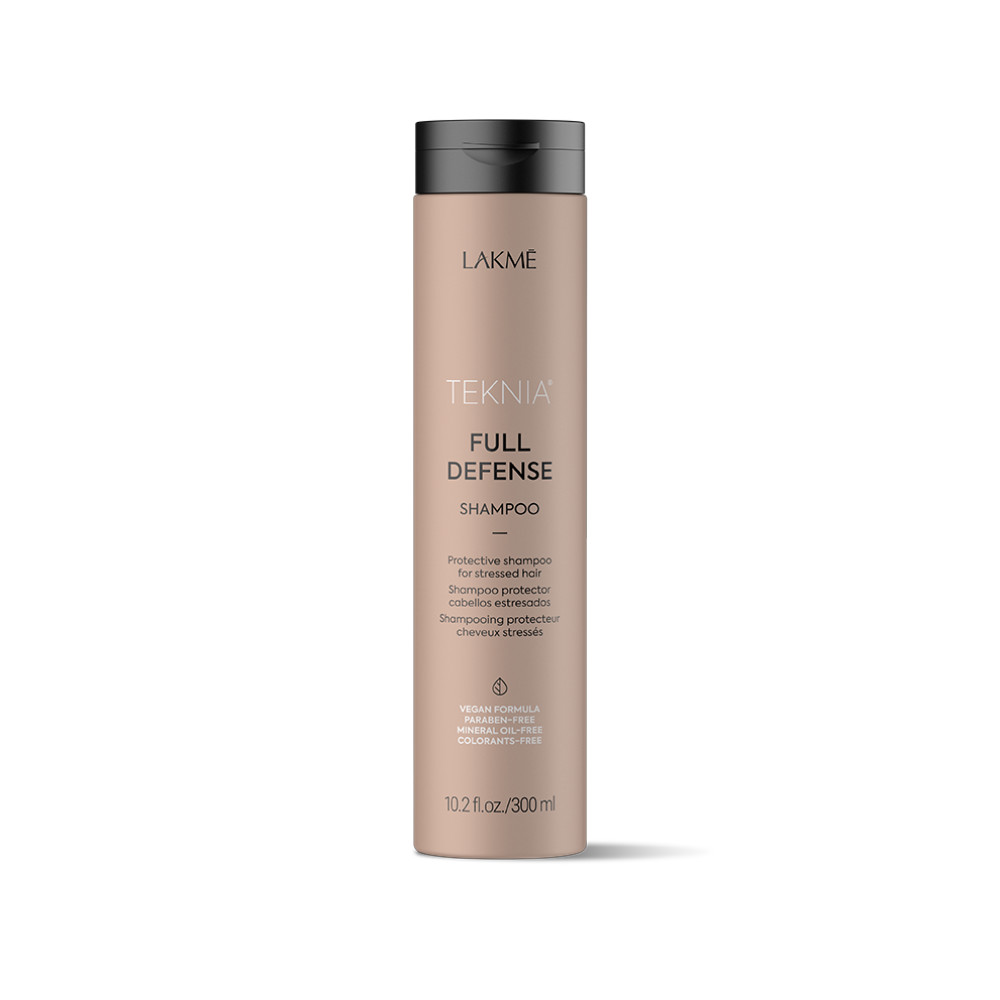 LAKMĒ
TEKNIA®
FULL
DEFENSE
SHAMPOO
Protective shampoo
for stressed hair
Shampoo protector
cabellos estresados
Shampooing protecteur
cheveux stressés
VEGAN FORMULA
PARABEN-FREE
MINERAL OIL-FREE
COLORANTS-FREE
10.2 fl.oz./300 ml